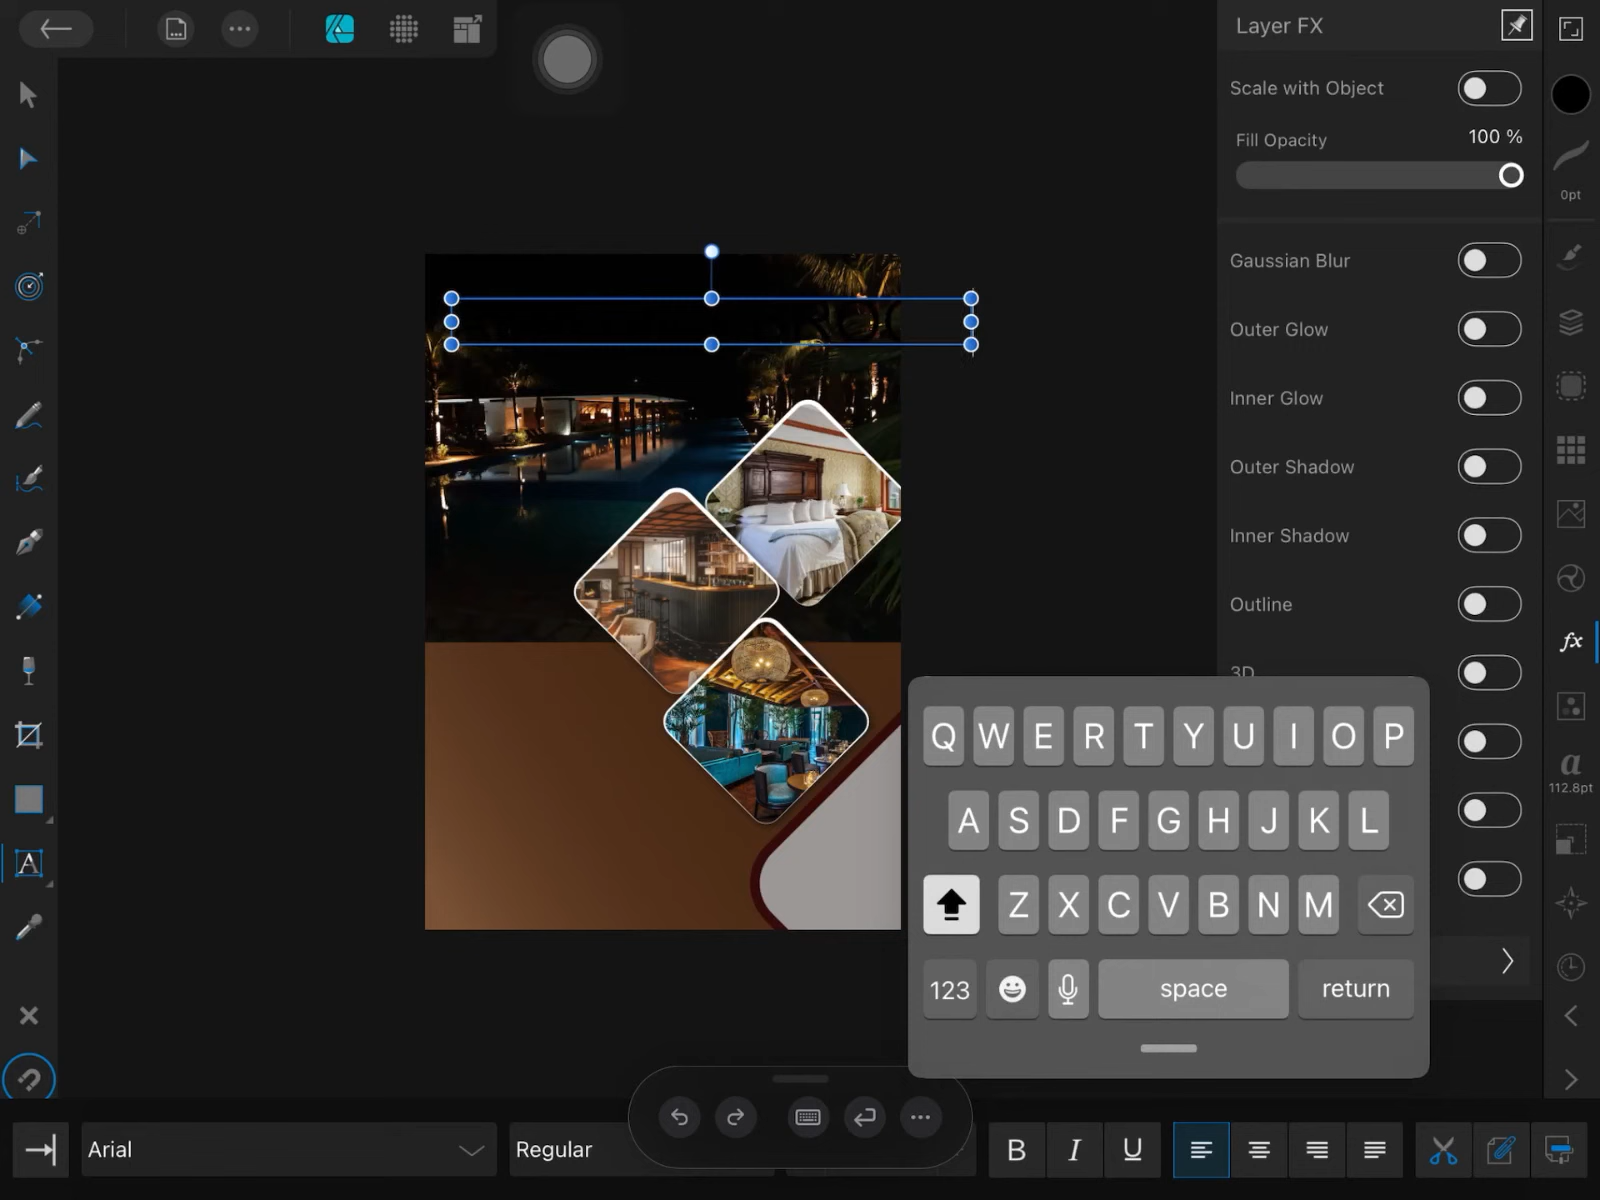 Layer FX
Scale with Object
Fill Opacity 100 %
0pt
Gaussian Blur
Outer Glow
Inner Glow
Outer Shadow
Inner Shadow
Outline
3D
fx
a
112.8pt
A
Q W E R T Y U I O P
A S D F G H J K L
Z X C V B N M
123 space return
Arial Regular B I U